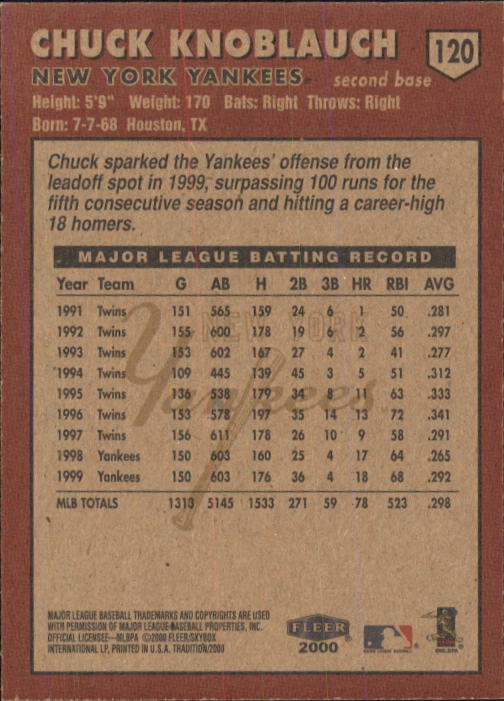 CHUCK KNOBLAUCH 120
NEW YORK YANKEES second base
Height: 5'9" Weight: 170 Bats: Right Throws: Right
Born: 7-7-68 Houston, TX
Chuck sparked the Yankees' offense from the
leadoff spot in 1999, surpassing 100 runs for the
fifth consecutive season and hitting a career-high
18 homers.
MAJOR LEAGUE BATTING RECORD
Year Team G AB H 2B 3B HR RBI AVG
1991 Twins 151 565 159 24 6 1 50 .281
1992 Twins 155 600 178 19 6 2 56 .297
1993 Twins 153 602 167 27 4 2 41 .277
1994 Twins 109 445 139 45 3 5 51 .312
1995 Twins 136 538 179 34 8 11 63 .333
1996 Twins 153 578 197 35 14 13 72 .341
1997 Twins 156 611 178 26 10 9 58 .291
1998 Yankees 150 603 160 25 4 17 64 .265
1999 Yankees 150 603 176 36 4 18 68 .292
MLB TOTALS 1313 5145 1533 271 59 78 523 .298
NEW YORK
Yankees
MAJOR LEAGUE BASEBALL TRADEMARKS AND COPYRIGHTS ARE USED
WITH PERMISSION OF MAJOR LEAGUE BASEBALL PROPERTIES, INC.
OFFICIAL LICENSEE—MLBPA ©2000 FLEER/SKYBOX
INTERNATIONAL LP, PRINTED IN U.S.A. TRADITION/2000
FLEER
2000